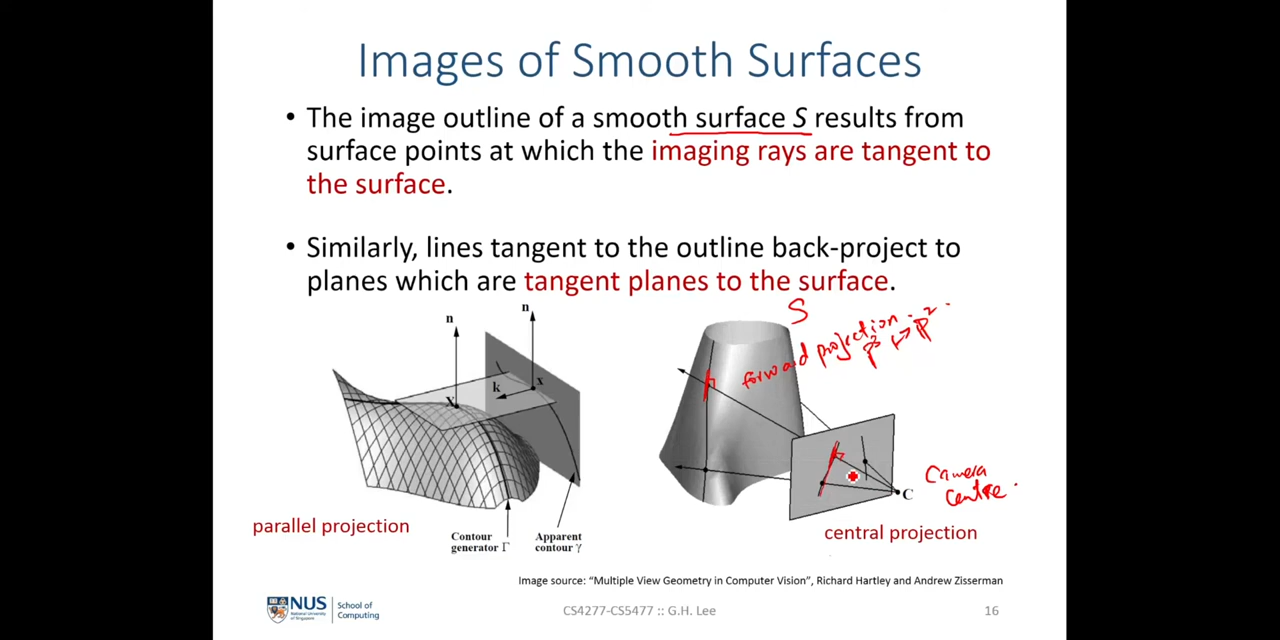 Images of Smooth Surfaces
• The image outline of a smooth surface S results from
surface points at which the imaging rays are tangent to
the surface.
• Similarly, lines tangent to the outline back-project to
planes which are tangent planes to the surface.
n
n
X
x
k
Contour
generator Γ
Apparent
contour γ
parallel projection
S
forward projection
ℙ³ ↦ ℙ²
C
Camera
centre
central projection
Image source: “Multiple View Geometry in Computer Vision”, Richard Hartley and Andrew Zisserman
NUS
National University
of Singapore
School of
Computing
CS4277-CS5477 :: G.H. Lee
16